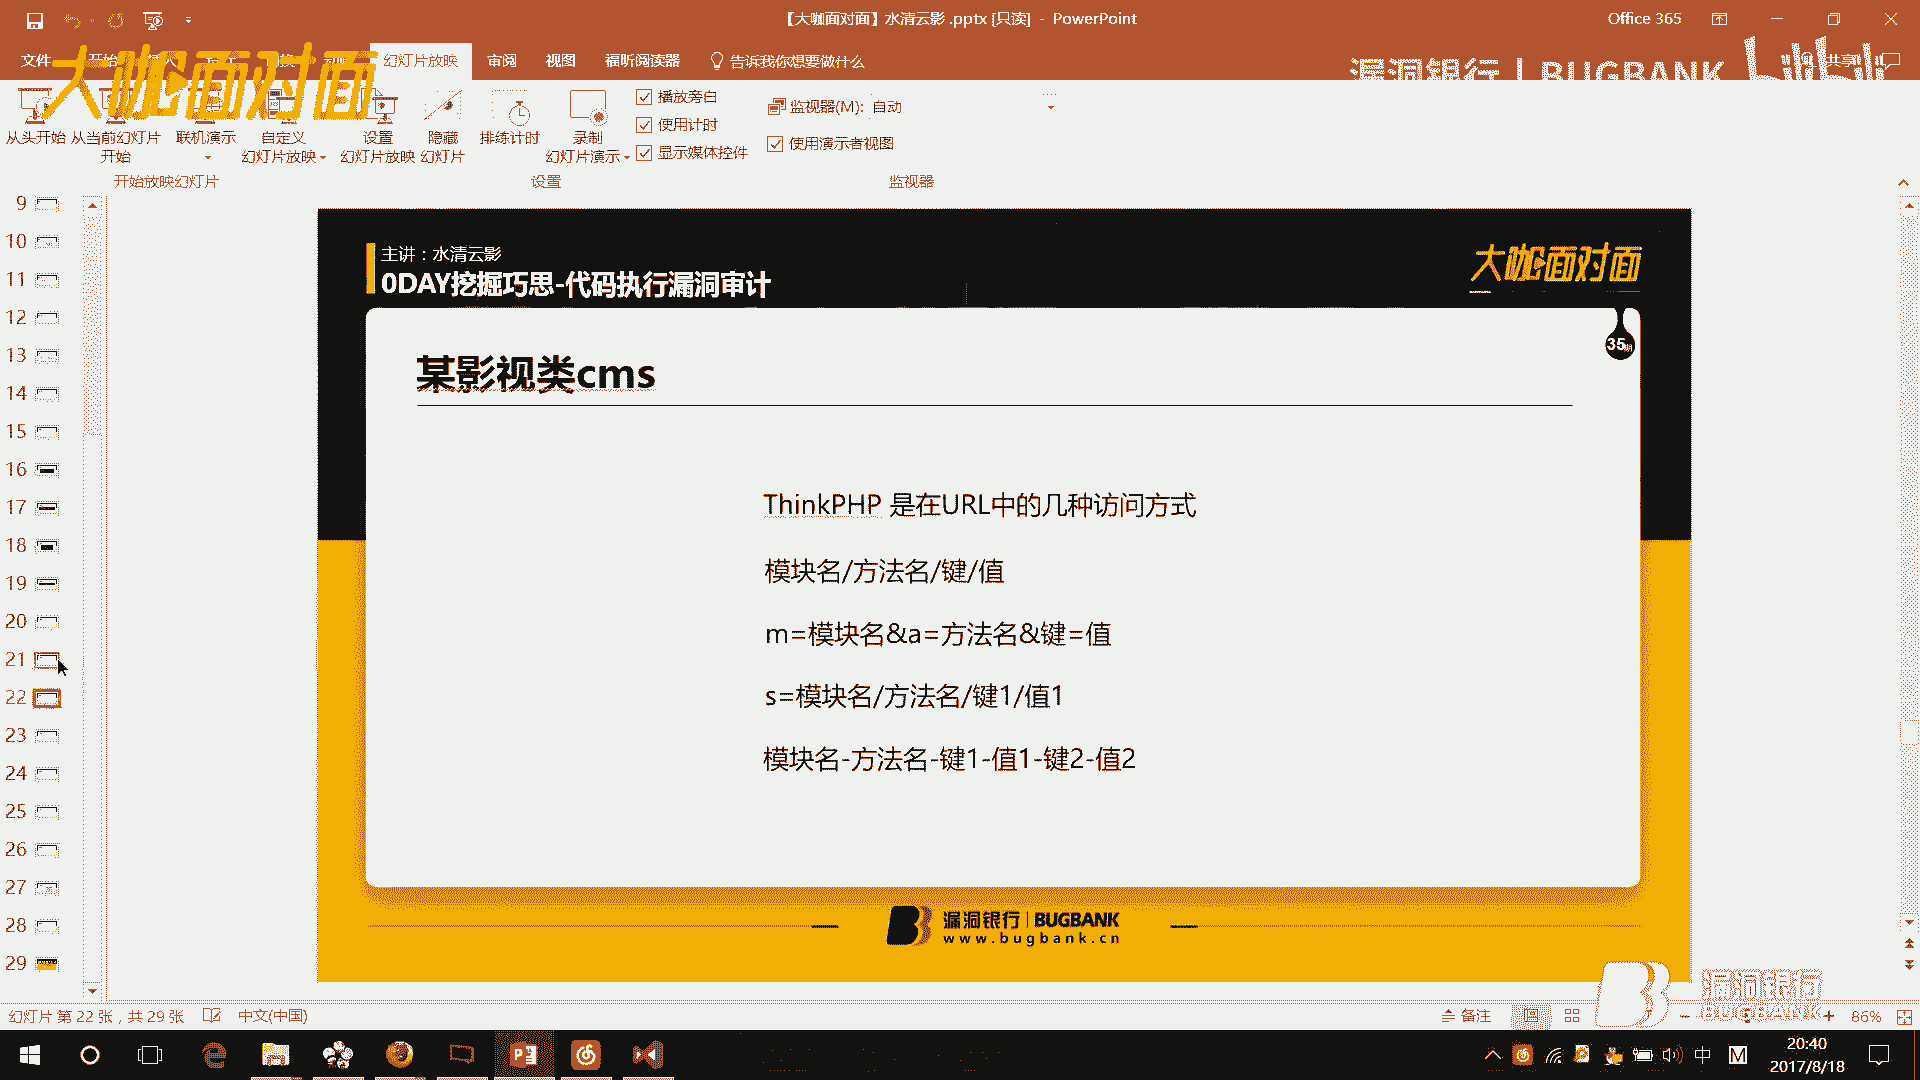 【大咖面对面】水清云影 .pptx [只读] - PowerPoint
Office 365
文件
幻灯片放映
审阅
视图
福昕阅读器
告诉我你想要做什么
共享
大咖面对面
漏洞银行 | BUGBANK
bilibili
从头开始
从当前幻灯片
开始
联机演示
自定义
幻灯片放映
设置
幻灯片放映
隐藏
幻灯片
排练计时
录制
幻灯片演示
播放旁白
使用计时
显示媒体控件
监视器(M): 自动
使用演示者视图
开始放映幻灯片
设置
监视器
9
10
11
12
13
14
15
16
17
18
19
20
21
22
23
24
25
26
27
28
29
主讲：水清云影
0DAY挖掘巧思-代码执行漏洞审计
大咖面对面
35期
某影视类cms
ThinkPHP 是在URL中的几种访问方式
模块名/方法名/键/值
m=模块名&a=方法名&键=值
s=模块名/方法名/键1/值1
模块名-方法名-键1-值1-键2-值2
漏洞银行 | BUGBANK
www.bugbank.cn
漏洞银行
BUGBANK
幻灯片 第 22 张，共 29 张
中文(中国)
备注
86%
中
M
20:40
2017/8/18